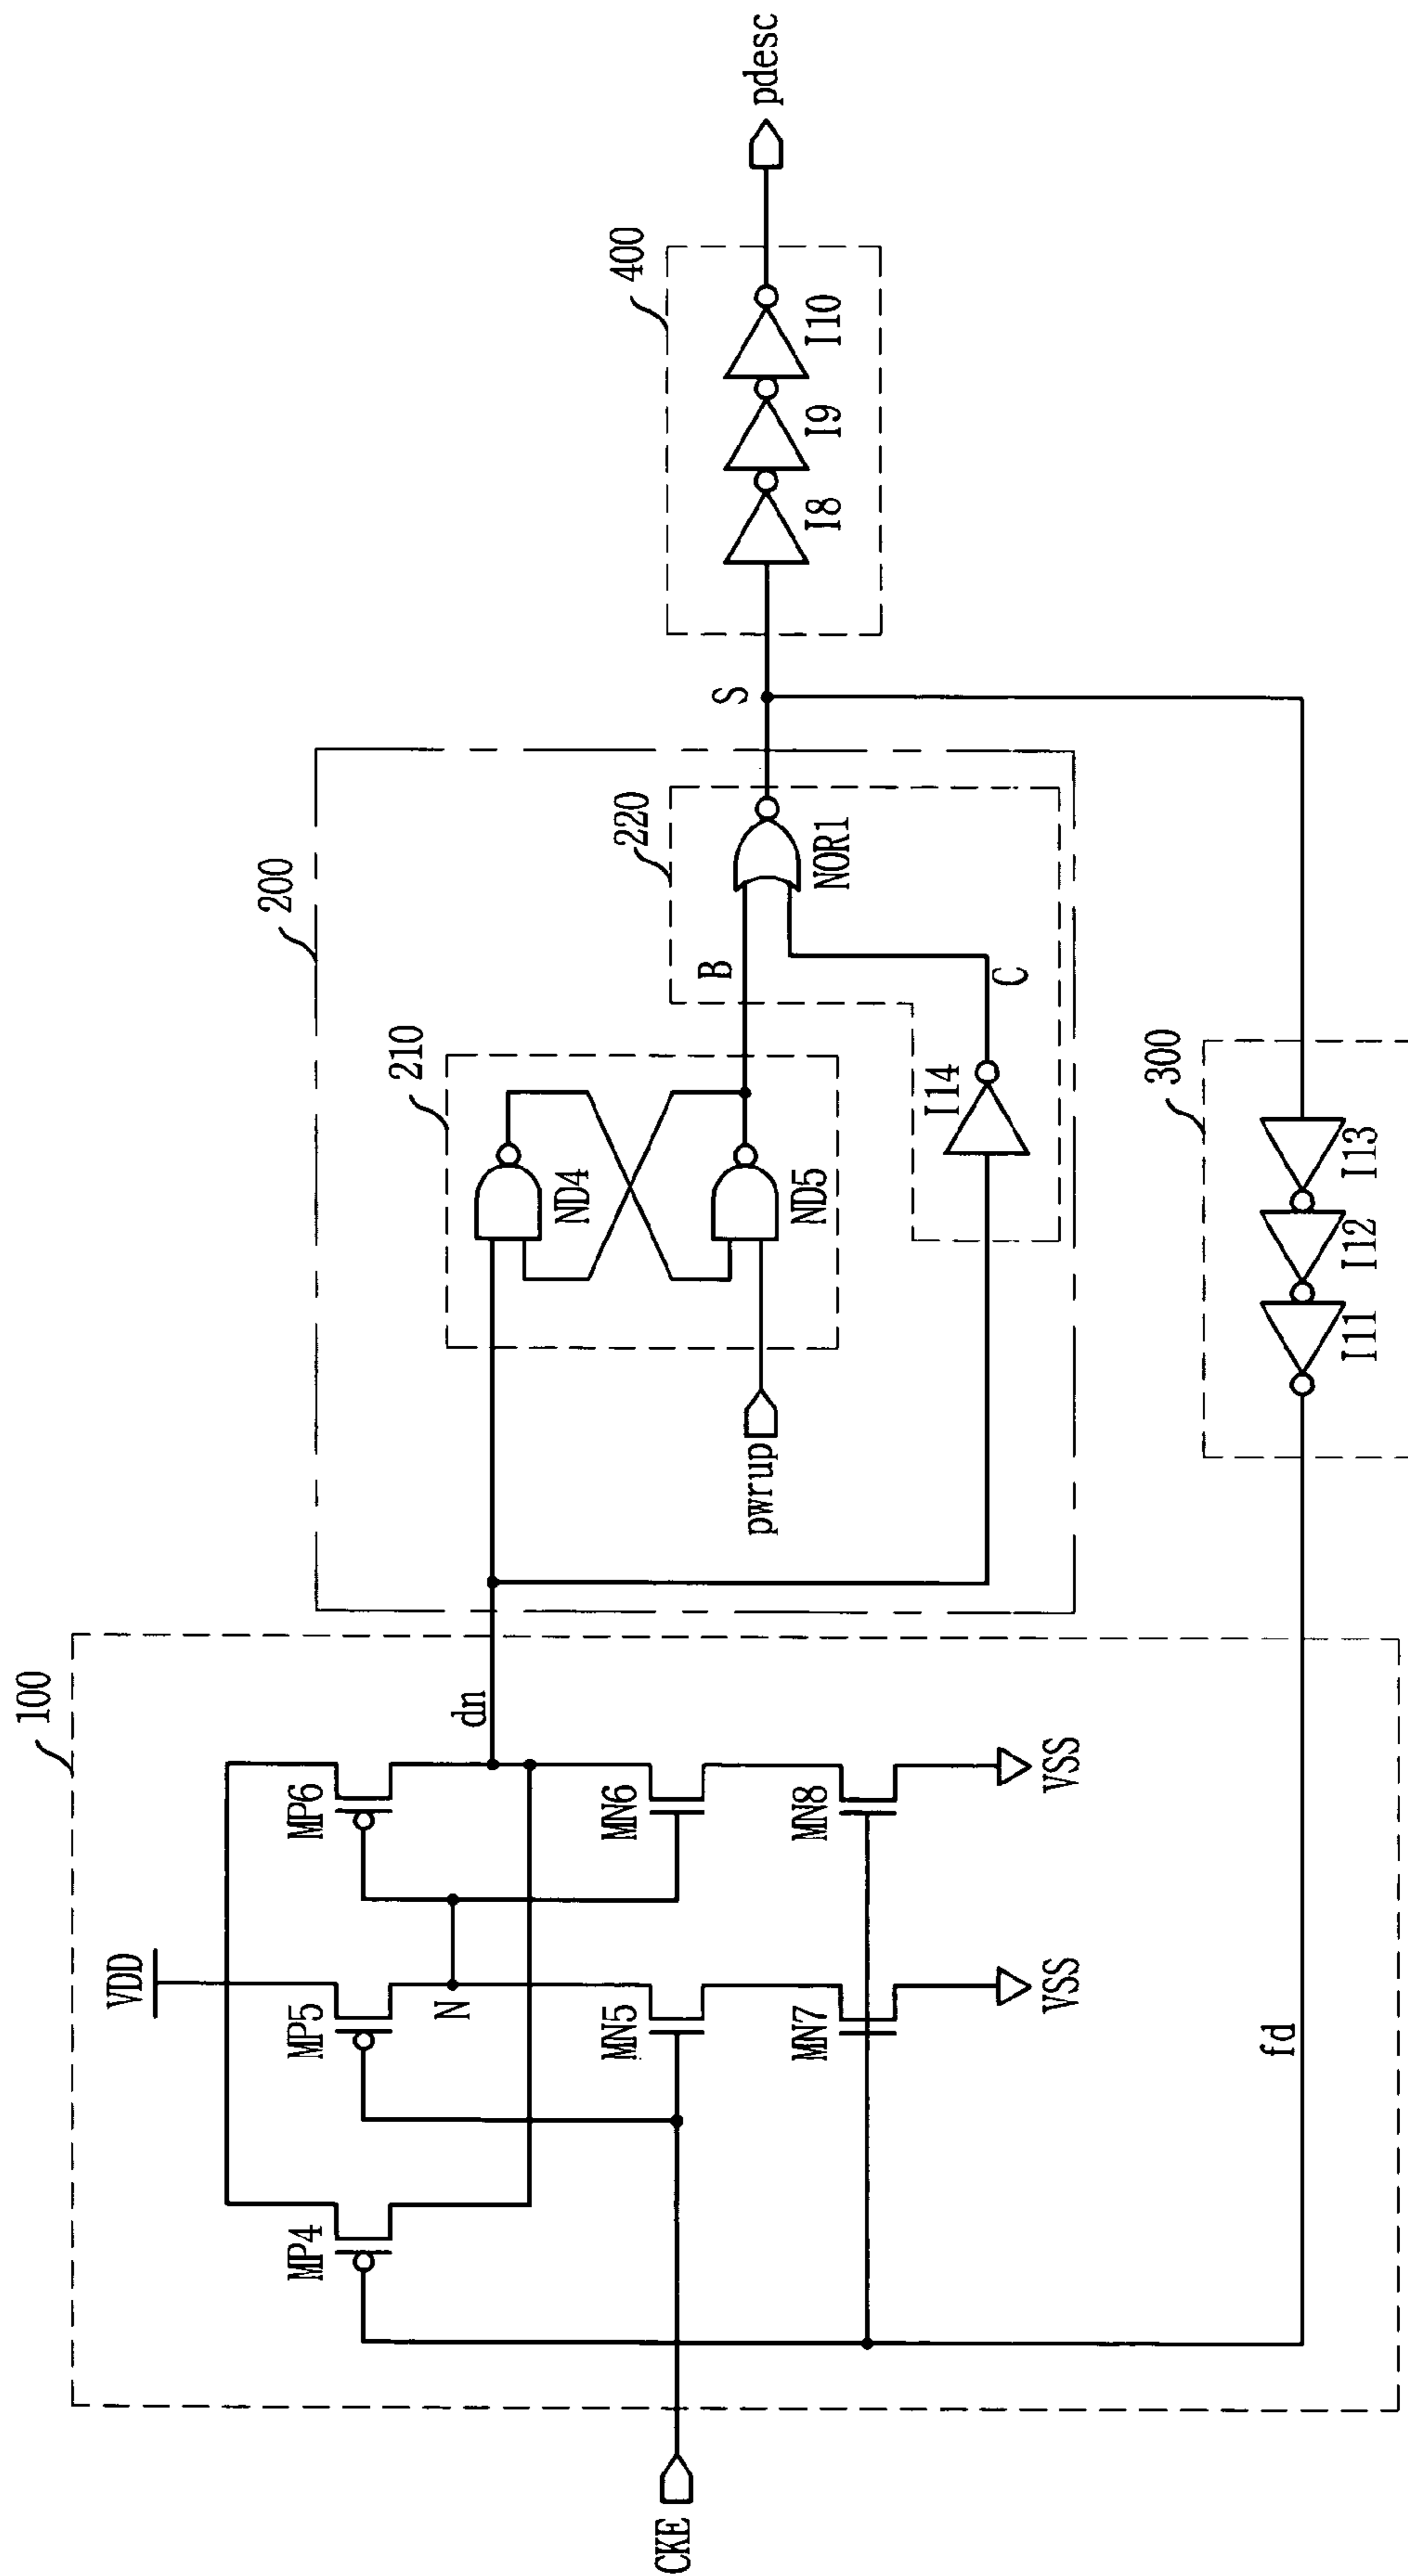 100
VDD
MP4
MP5
MP6
N
dn
CKE
MN5
MN6
MN7
MN8
VSS
VSS
fd
200
210
ND4
ND5
pwrup
B
220
NOR1
I14
C
S
300
I11
I12
I13
400
I8
I9
I10
pdesc